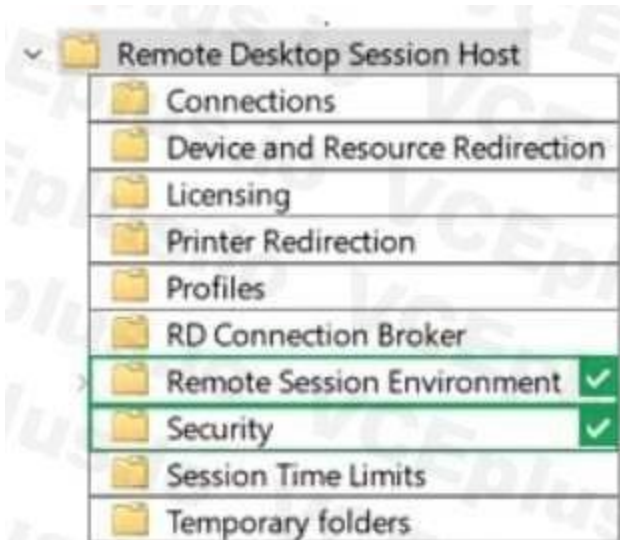 Remote Desktop Session Host
Connections
Device and Resource Redirection
Licensing
Printer Redirection
Profiles
RD Connection Broker
Remote Session Environment
Security
Session Time Limits
Temporary folders